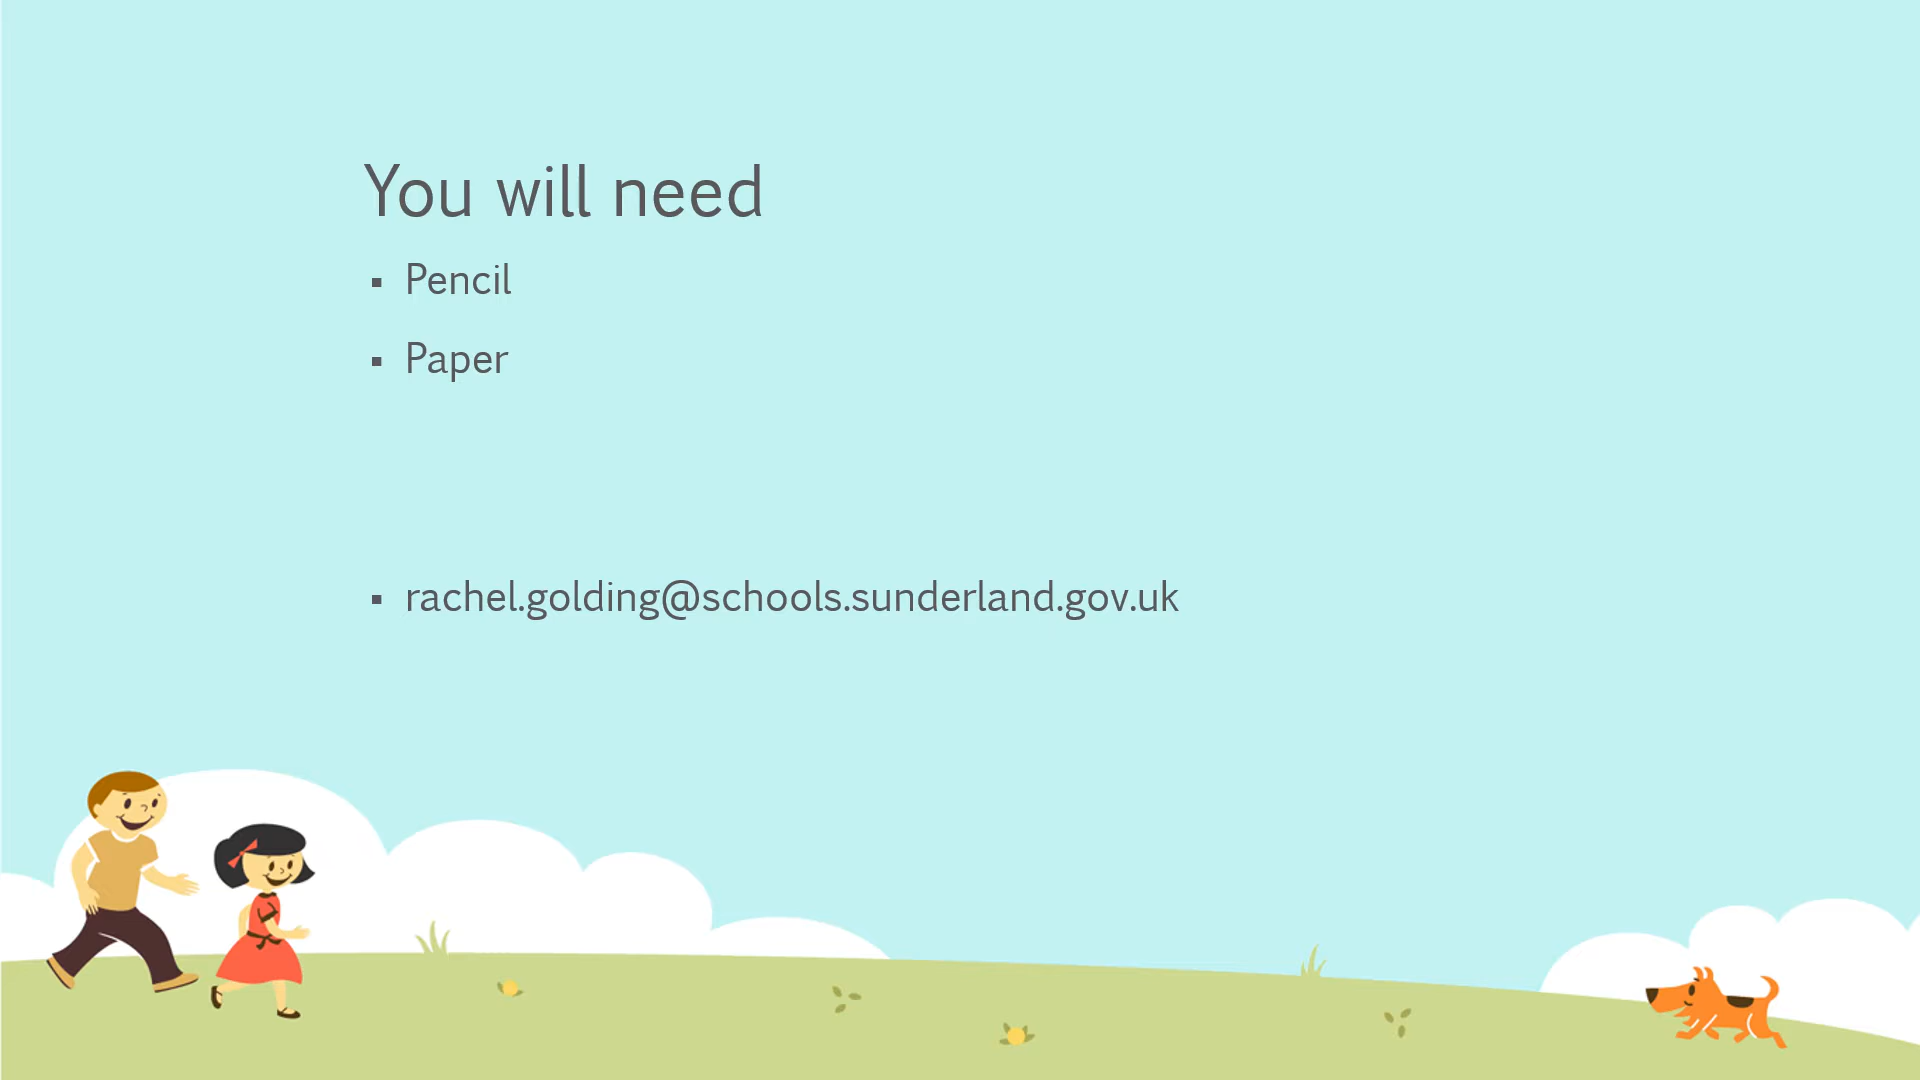 You will need
▪ Pencil
▪ Paper
▪ rachel.golding@schools.sunderland.gov.uk